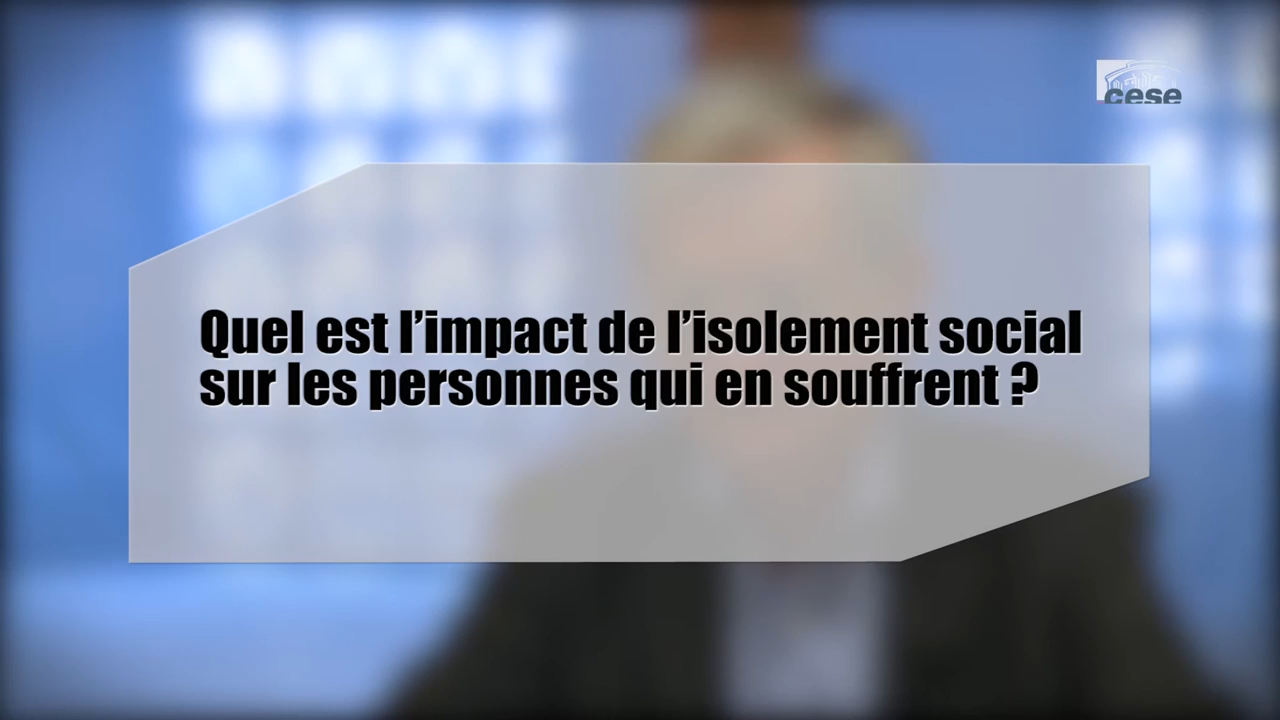 cese
Quel est l’impact de l’isolement social
sur les personnes qui en souffrent ?